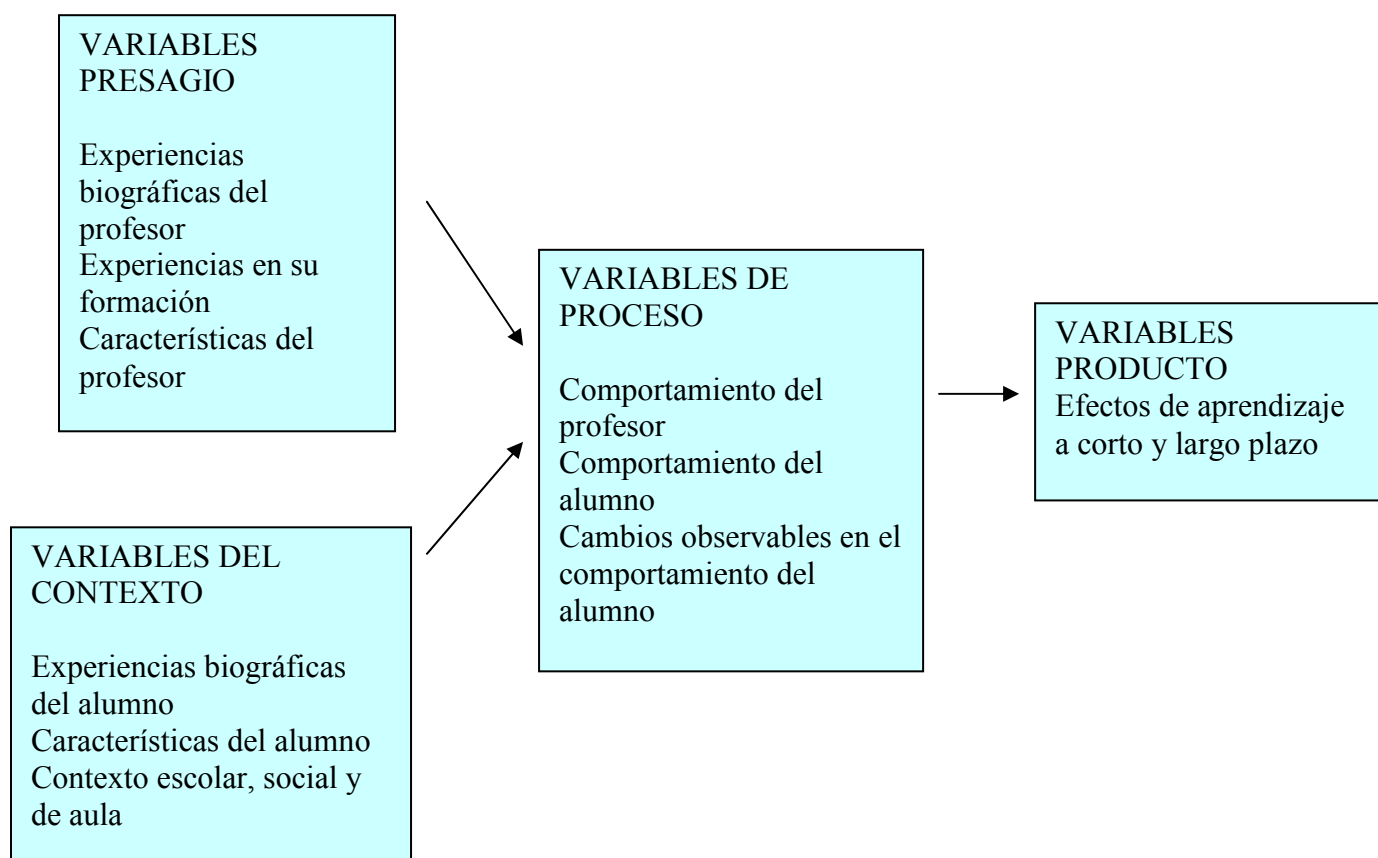 VARIABLES
PRESAGIO
Experiencias
biográficas del
profesor
Experiencias en su
formación
Características del
profesor
VARIABLES DEL
CONTEXTO
Experiencias biográficas
del alumno
Características del alumno
Contexto escolar, social y
de aula
VARIABLES DE
PROCESO
Comportamiento del
profesor
Comportamiento del
alumno
Cambios observables en el
comportamiento del
alumno
VARIABLES
PRODUCTO
Efectos de aprendizaje
a corto y largo plazo